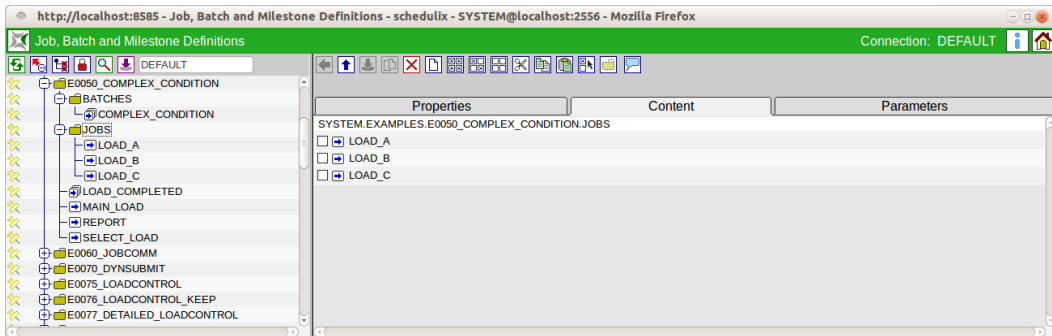 http://localhost:8585 - Job, Batch and Milestone Definitions - schedulix - SYSTEM@localhost:2556 - Mozilla Firefox
Job, Batch and Milestone Definitions
Connection: DEFAULT
DEFAULT
E0050_COMPLEX_CONDITION
BATCHES
COMPLEX_CONDITION
JOBS
LOAD_A
LOAD_B
LOAD_C
LOAD_COMPLETED
MAIN_LOAD
REPORT
SELECT_LOAD
E0060_JOBCOMM
E0070_DYNSUBMIT
E0075_LOADCONTROL
E0076_LOADCONTROL_KEEP
E0077_DETAILED_LOADCONTROL
Properties
Content
Parameters
SYSTEM.EXAMPLES.E0050_COMPLEX_CONDITION.JOBS
LOAD_A
LOAD_B
LOAD_C